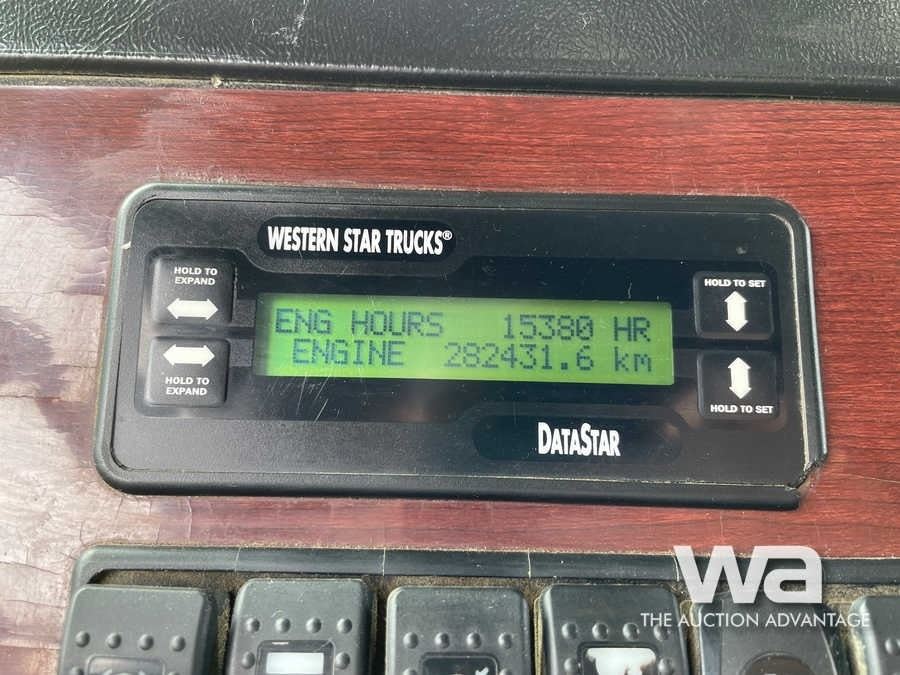 WESTERN STAR TRUCKS®
HOLD TO
EXPAND
HOLD TO SET
ENG HOURS 15380 HR
ENGINE 282431.6 km
HOLD TO
EXPAND
HOLD TO SET
DATASTAR
wa
THE AUCTION ADVANTAGE